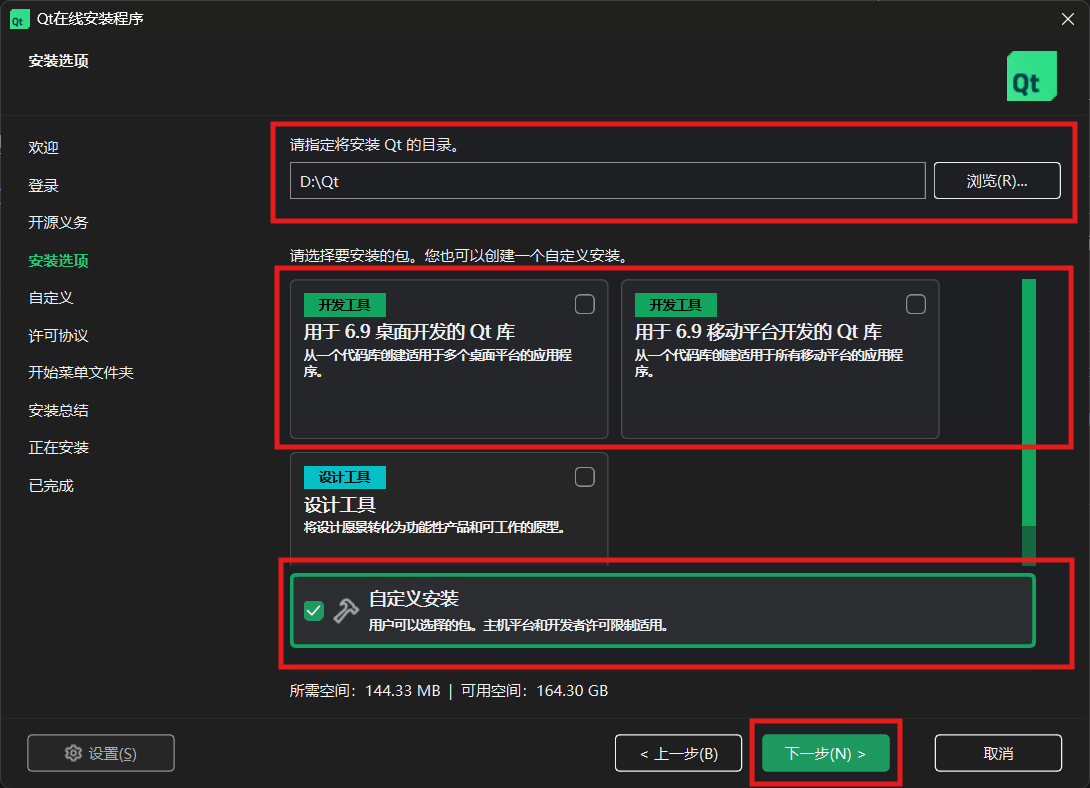 Qt在线安装程序
安装选项
Qt
欢迎
登录
开源义务
安装选项
自定义
许可协议
开始菜单文件夹
安装总结
正在安装
已完成
请指定将安装 Qt 的目录。
D:\Qt
浏览(R)...
请选择要安装的包。您也可以创建一个自定义安装。
开发工具
用于 6.9 桌面开发的 Qt 库
从一个代码库创建适用于多个桌面平台的应用程
序。
开发工具
用于 6.9 移动平台开发的 Qt 库
从一个代码库创建适用于所有移动平台的应用程
序。
设计工具
设计工具
将设计愿景转化为功能性产品和可工作的原型。
自定义安装
用户可以选择的包。主机平台和开发者许可限制适用。
所需空间：144.33 MB | 可用空间：164.30 GB
设置(S)
< 上一步(B)
下一步(N) >
取消